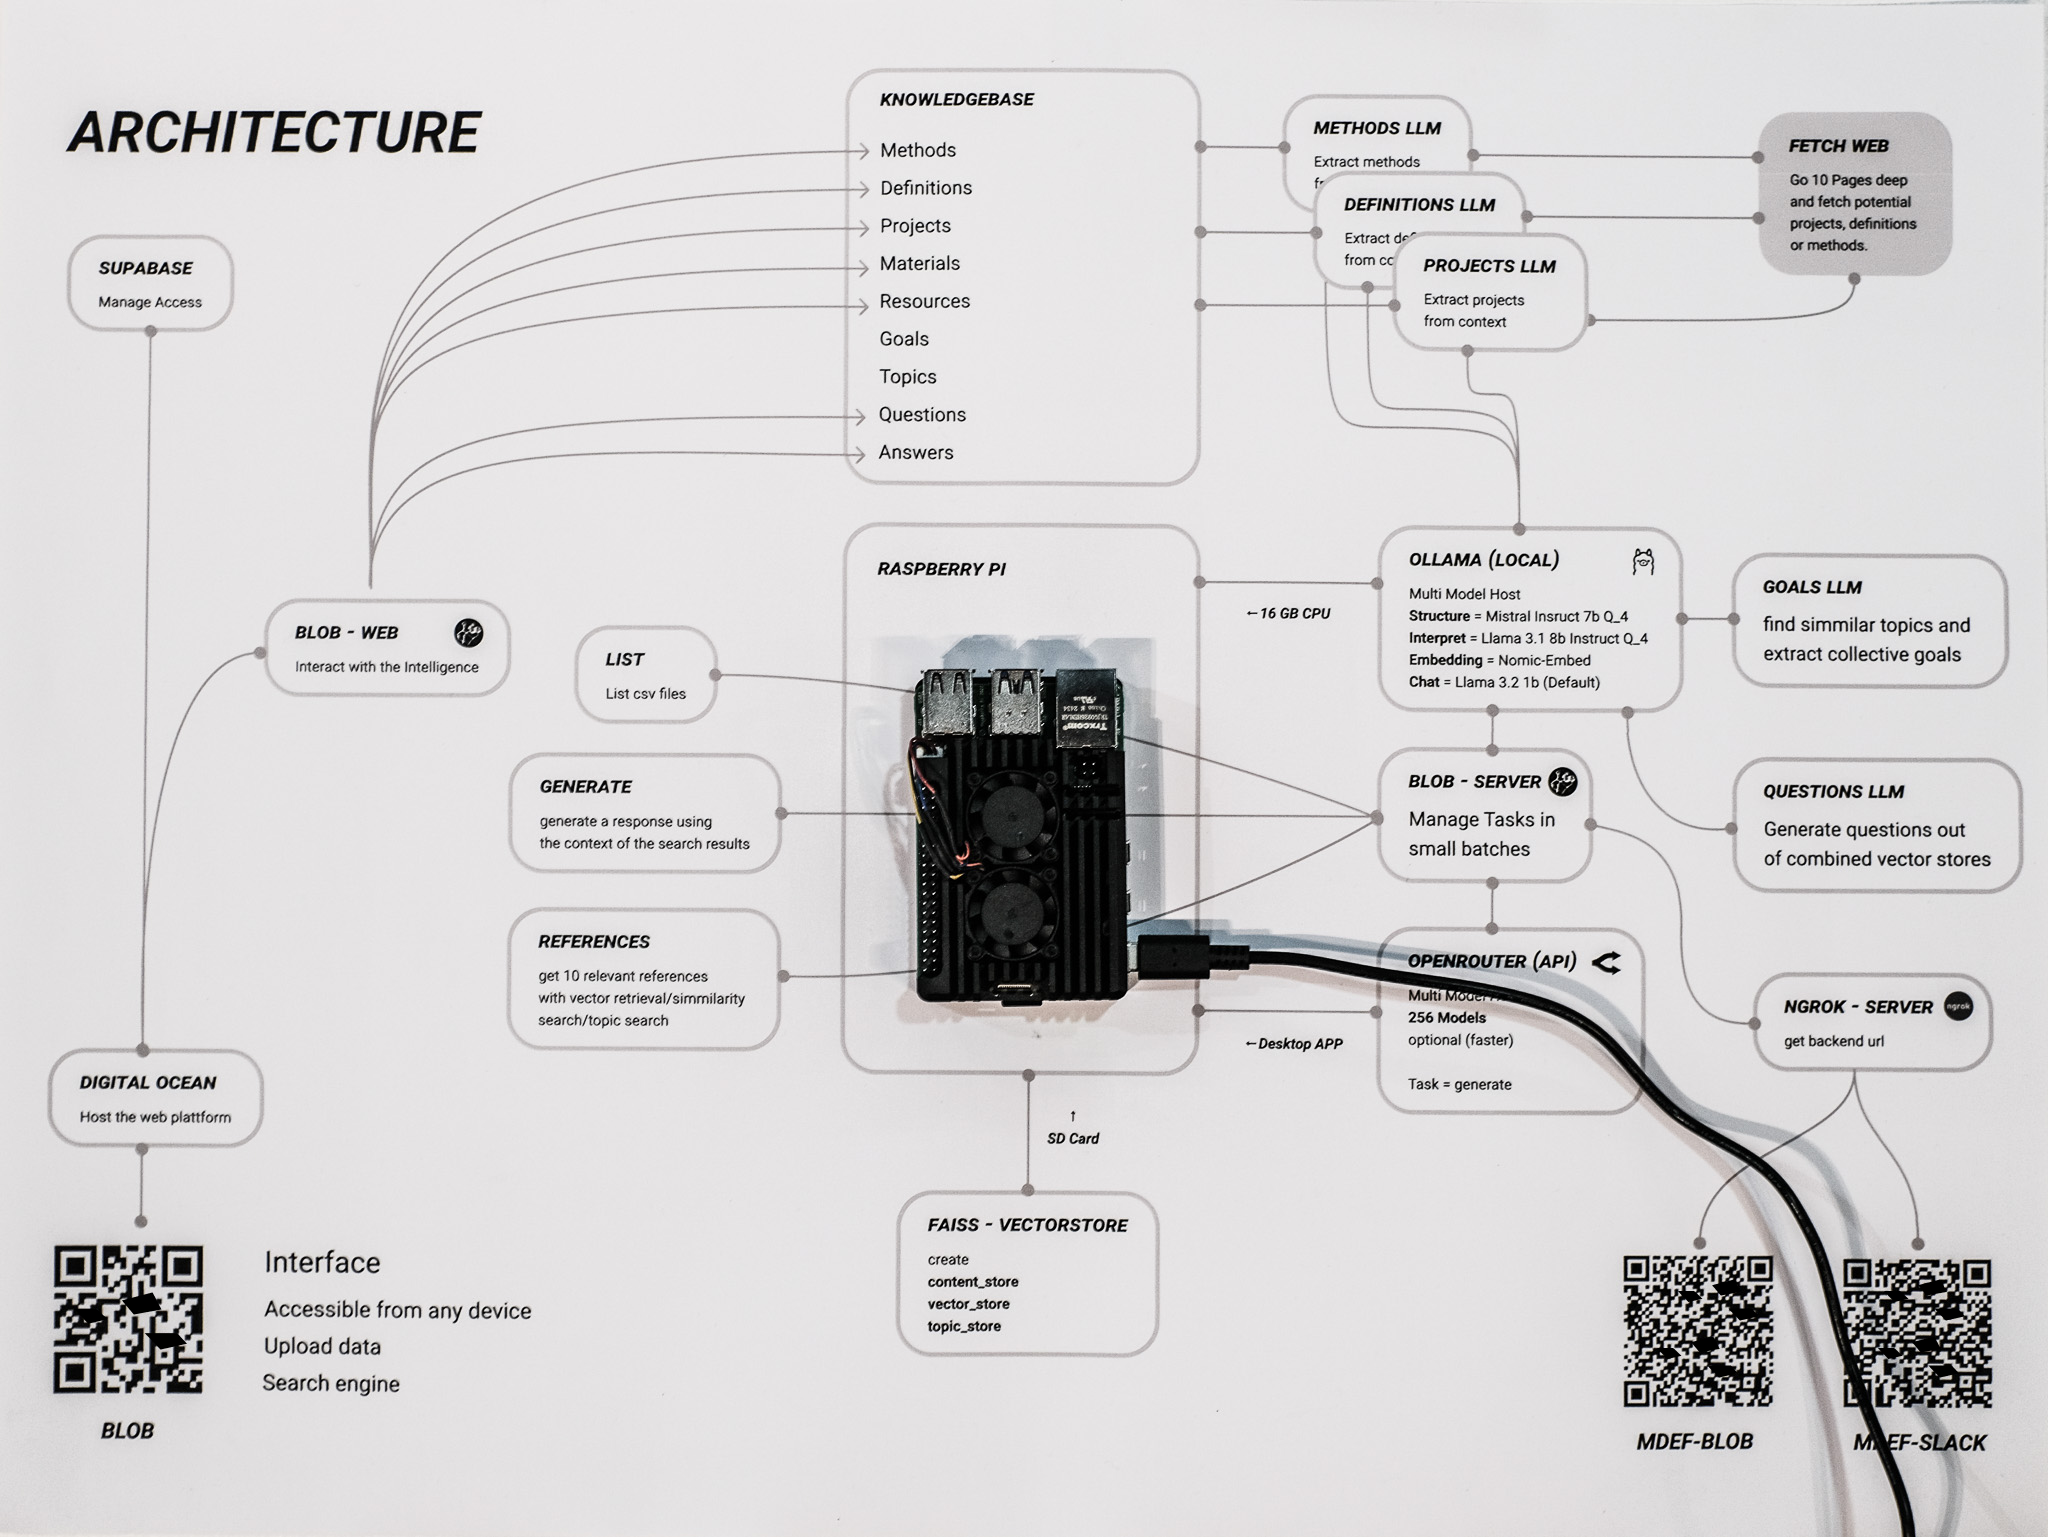 ARCHITECTURE
SUPABASE
Manage Access
BLOB - WEB
Interact with the Intelligence
DIGITAL OCEAN
Host the web plattform
BLOB
Interface
Accessible from any device
Upload data
Search engine
KNOWLEDGEBASE
Methods
Definitions
Projects
Materials
Resources
Goals
Topics
Questions
Answers
METHODS LLM
Extract methods
DEFINITIONS LLM
Extract
from
PROJECTS LLM
Extract projects
from context
FETCH WEB
Go 10 Pages deep
and fetch potential
projects, definitions
or methods.
LIST
List csv files
GENERATE
generate a response using
the context of the search results
REFERENCES
get 10 relevant references
with vector retrieval/simmilarity
search/topic search
RASPBERRY PI
←16 GB CPU
←Desktop APP
↑
SD Card
FAISS - VECTORSTORE
create
content_store
vector_store
topic_store
OLLAMA (LOCAL)
Multi Model Host
Structure = Mistral Insruct 7b Q_4
Interpret = Llama 3.1 8b Instruct Q_4
Embedding = Nomic-Embed
Chat = Llama 3.2 1b (Default)
GOALS LLM
find simmilar topics and
extract collective goals
BLOB - SERVER
Manage Tasks in
small batches
QUESTIONS LLM
Generate questions out
of combined vector stores
OPENROUTER (API)
Multi Model
256 Models
optional (faster)
Task = generate
NGROK - SERVER
ngrok
get backend url
MDEF-BLOB
MDEF-SLACK